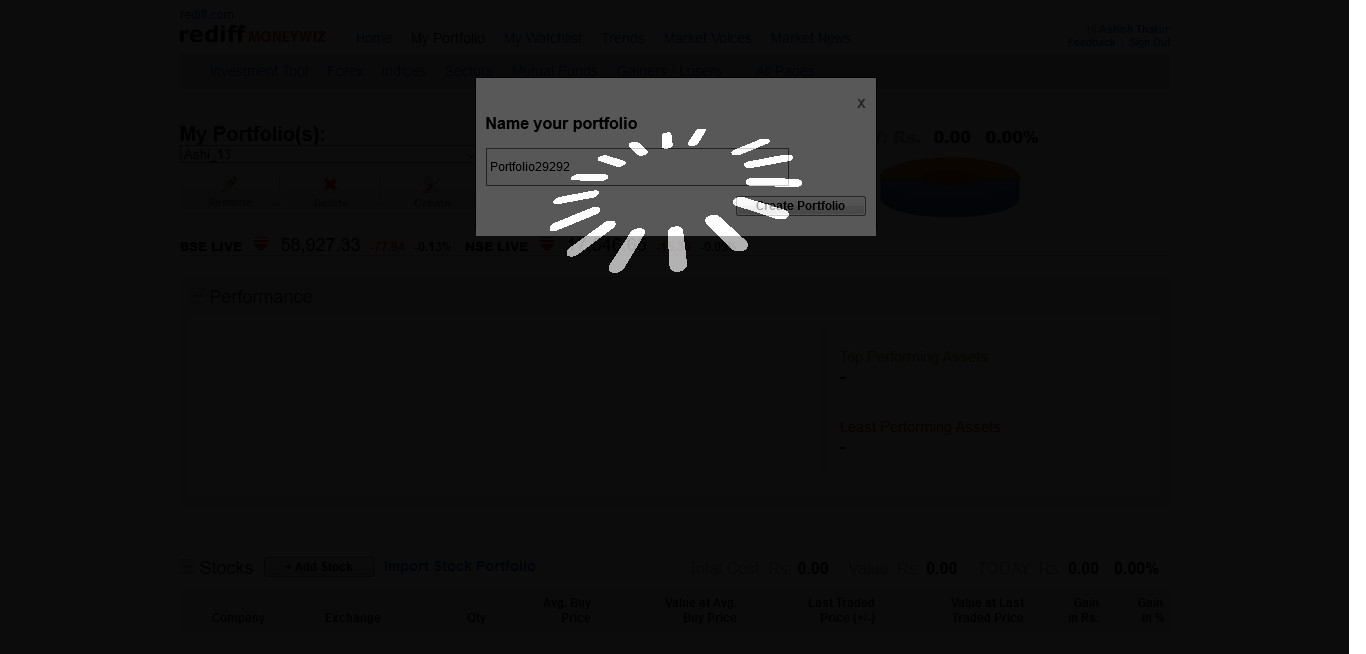 rediff.com
rediff MONEYWIZ Home My Portfolio My Watchlist Trends Market Voices Market News
Hi Ashish Thakur
Feedback | Sign Out
Investment Tool Forex Indices Sectors Mutual Funds Gainers / Losers All Pages
x
Name your portfolio
My Portfolio(s):
Rs. 0.00 0.00%
Ashi_13
Portfolio29292
Rename Delete Create
Create Portfolio
BSE LIVE 58,927.33 -77.94 -0.13% NSE LIVE
Performance
Top Performing Assets
-
Least Performing Assets
-
Stocks + Add Stock Import Stock Portfolio Total Cost Rs. 0.00 Value Rs. 0.00 TODAY: Rs. 0.00 0.00%
Company Exchange Qty Avg. Buy Price Value at Avg. Buy Price Last Traded Price (+/-) Value at Last Traded Price Gain in Rs. Gain in %